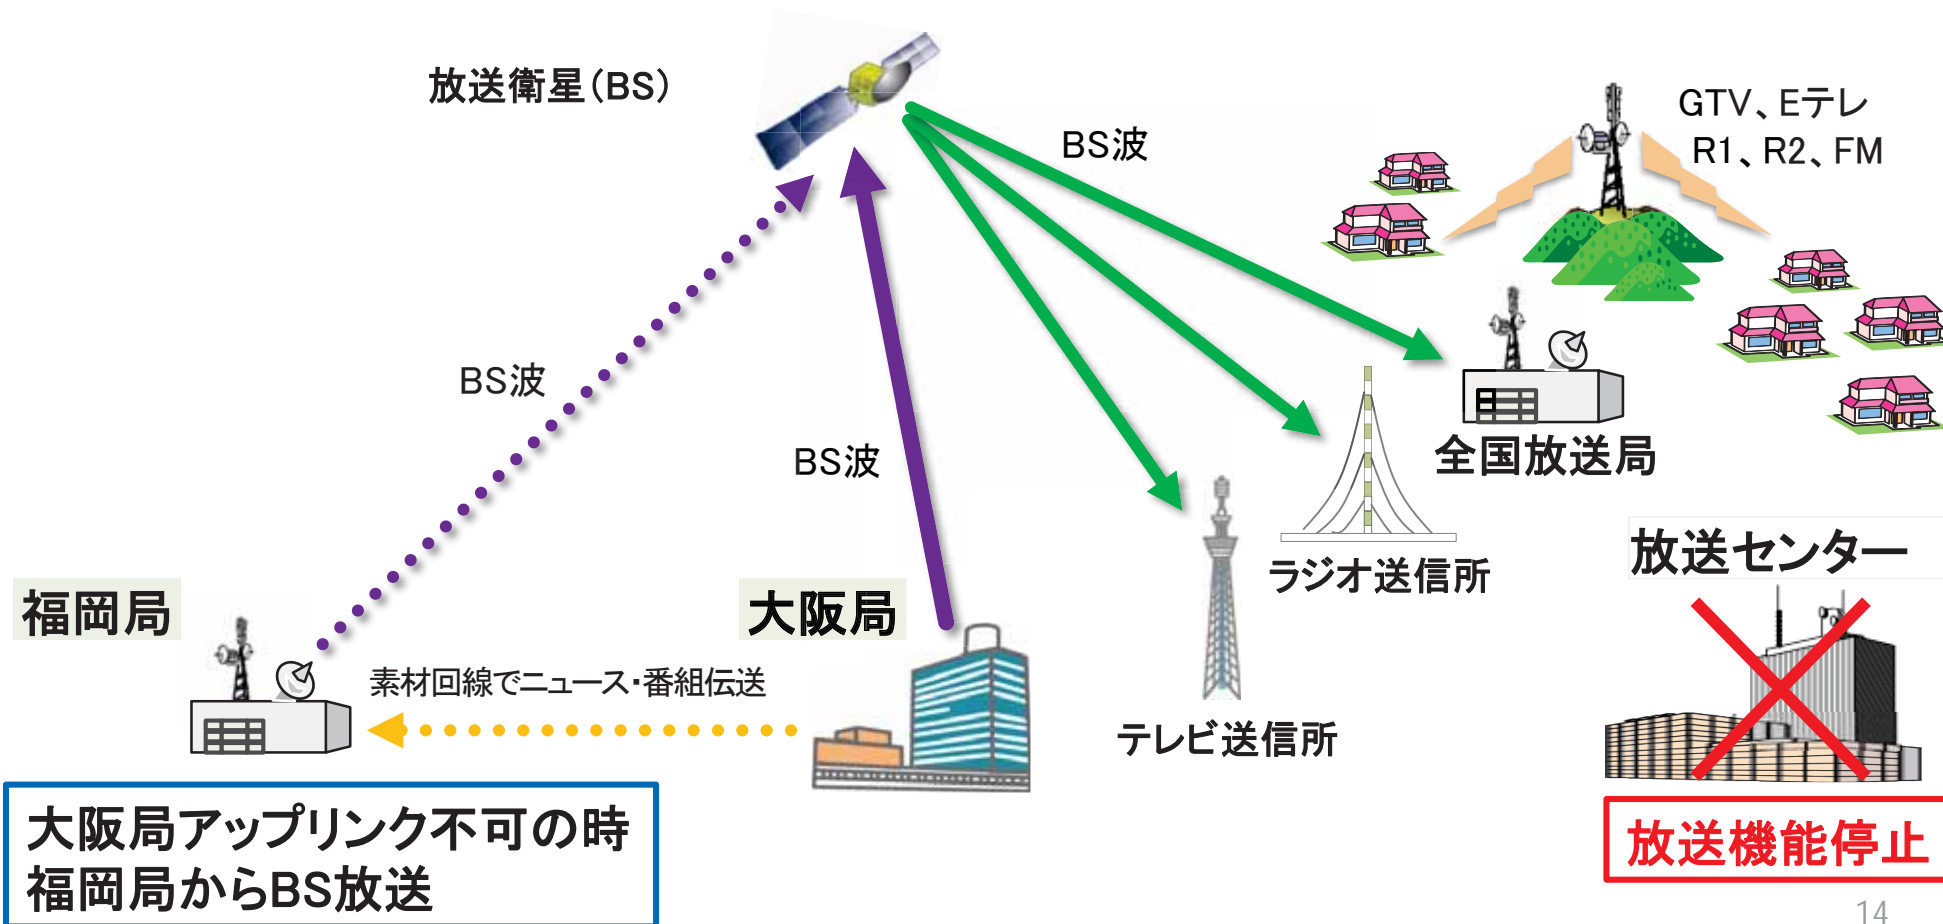 放送衛星（BS）
GTV、Eテレ
R1、R2、FM
BS波
BS波
BS波
全国放送局
放送センター
ラジオ送信所
福岡局
大阪局
素材回線でニュース・番組伝送
テレビ送信所
大阪局アップリンク不可の時
福岡局からBS放送
放送機能停止
14